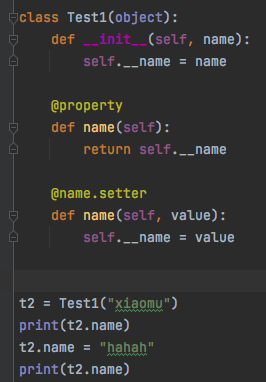 class Test1(object):
    def __init__(self, name):
        self.__name = name
    @property
    def name(self):
        return self.__name
    @name.setter
    def name(self, value):
        self.__name = value
t2 = Test1("xiaomu")
print(t2.name)
t2.name = "hahah"
print(t2.name)